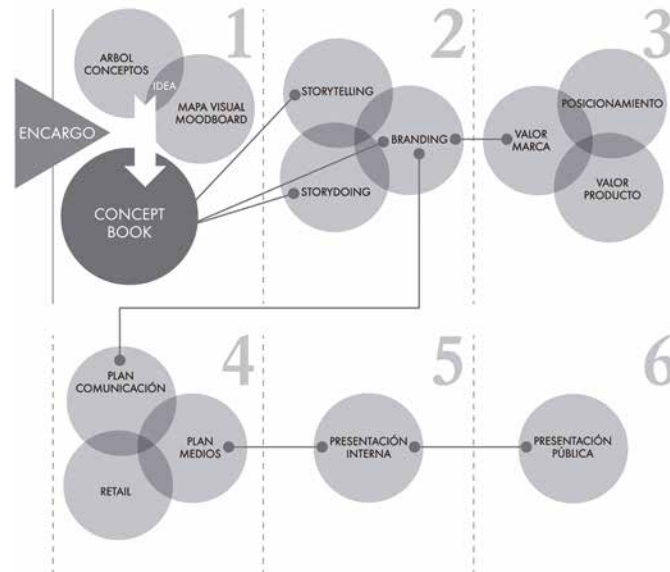 1
ARBOL
CONCEPTOS
IDEA
MAPA VISUAL
MOODBOARD
ENCARGO
CONCEPT
BOOK
2
STORYTELLING
BRANDING
STORYDOING
3
POSICIONAMIENTO
VALOR
MARCA
VALOR
PRODUCTO
4
PLAN
COMUNICACIÓN
PLAN
MEDIOS
RETAIL
5
PRESENTACIÓN
INTERNA
6
PRESENTACIÓN
PÚBLICA